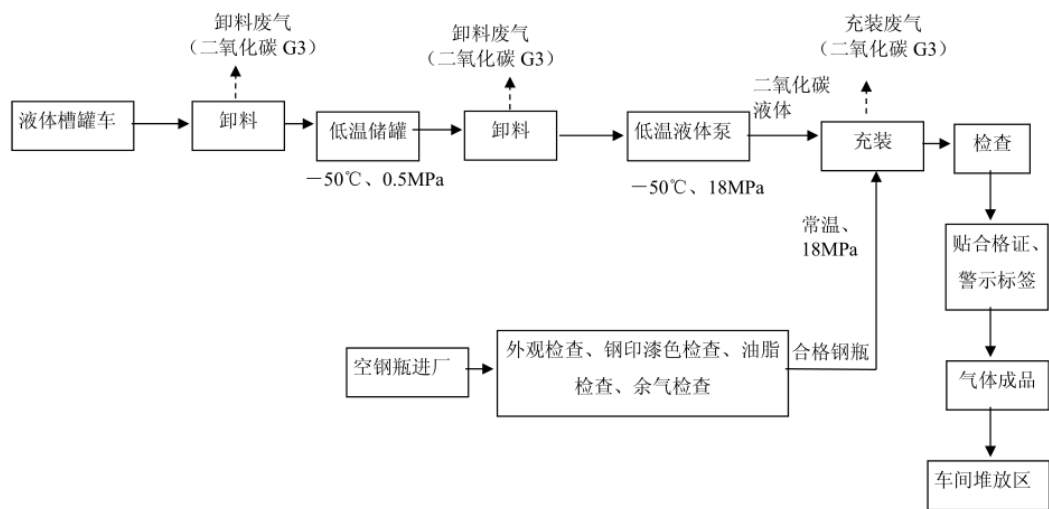 卸料废气
（二氧化碳 G3）
卸料废气
（二氧化碳 G3）
充装废气
（二氧化碳 G3）
液体槽罐车
卸料
低温储罐
－50℃、0.5MPa
卸料
低温液体泵
－50℃、18MPa
二氧化碳
液体
充装
检查
常温、
18MPa
贴合格证、
警示标签
空钢瓶进厂
外观检查、钢印漆色检查、油脂
检查、余气检查
合格钢瓶
气体成品
车间堆放区